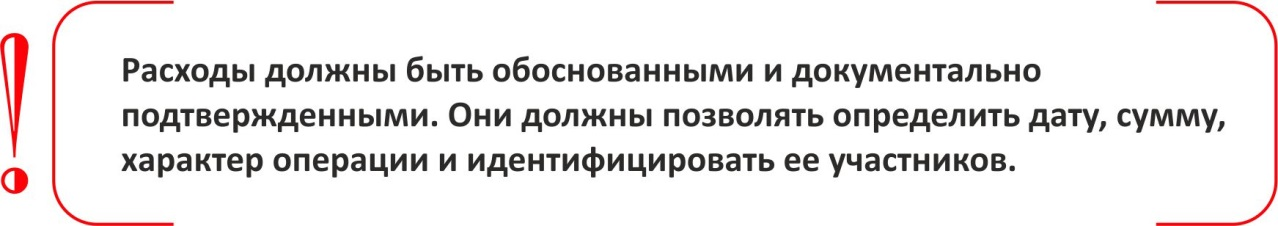 Расходы должны быть обоснованными и документально
подтвержденными. Они должны позволять определить дату, сумму,
характер операции и идентифицировать ее участников.